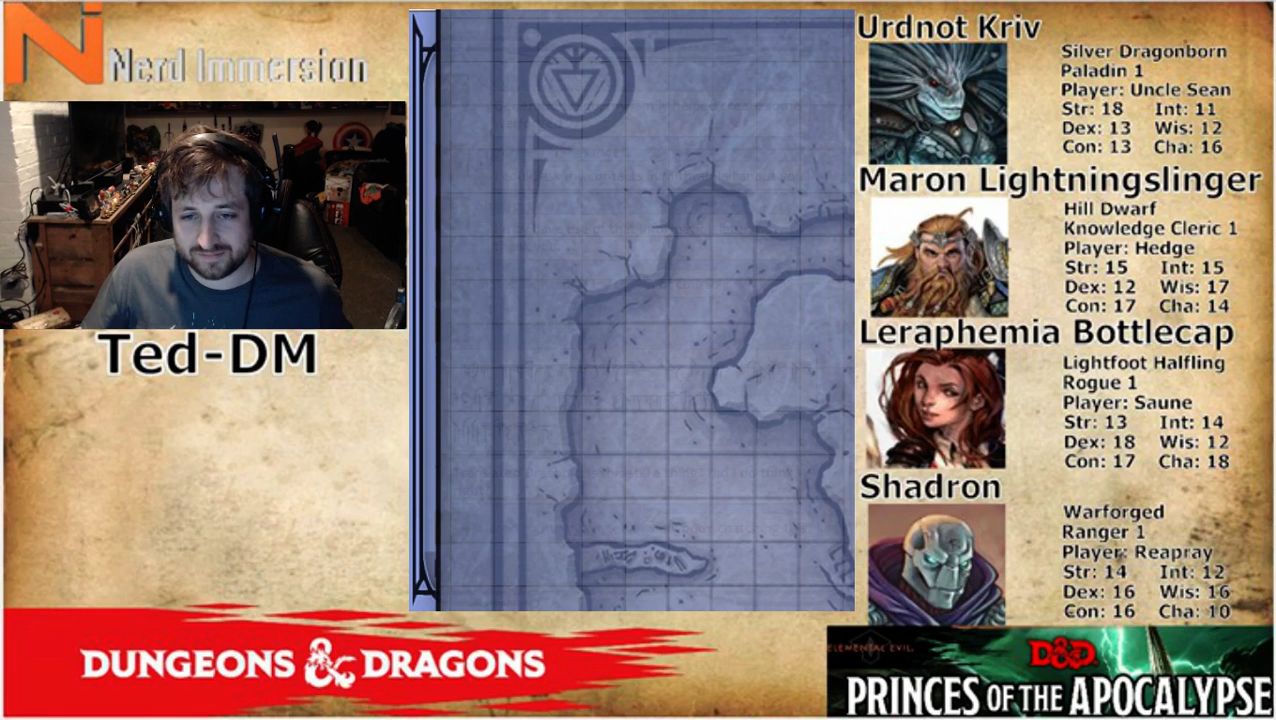 Nerd Immersion
Ted-DM
Urdnot Kriv
Silver Dragonborn
Paladin 1
Player: Uncle Sean
Str: 18 Int: 11
Dex: 13 Wis: 12
Con: 13 Cha: 16
Maron Lightningslinger
Hill Dwarf
Knowledge Cleric 1
Player: Hedge
Str: 15 Int: 15
Dex: 12 Wis: 17
Con: 17 Cha: 14
Leraphemia Bottlecap
Lightfoot Halfling
Rogue 1
Player: Saune
Str: 13 Int: 14
Dex: 18 Wis: 12
Con: 17 Cha: 18
Shadron
Warforged
Ranger 1
Player: Reapray
Str: 14 Int: 12
Dex: 16 Wis: 16
Con: 16 Cha: 10
DUNGEONS & DRAGONS
ELEMENTAL EVIL
D&D
PRINCES OF THE APOCALYPSE